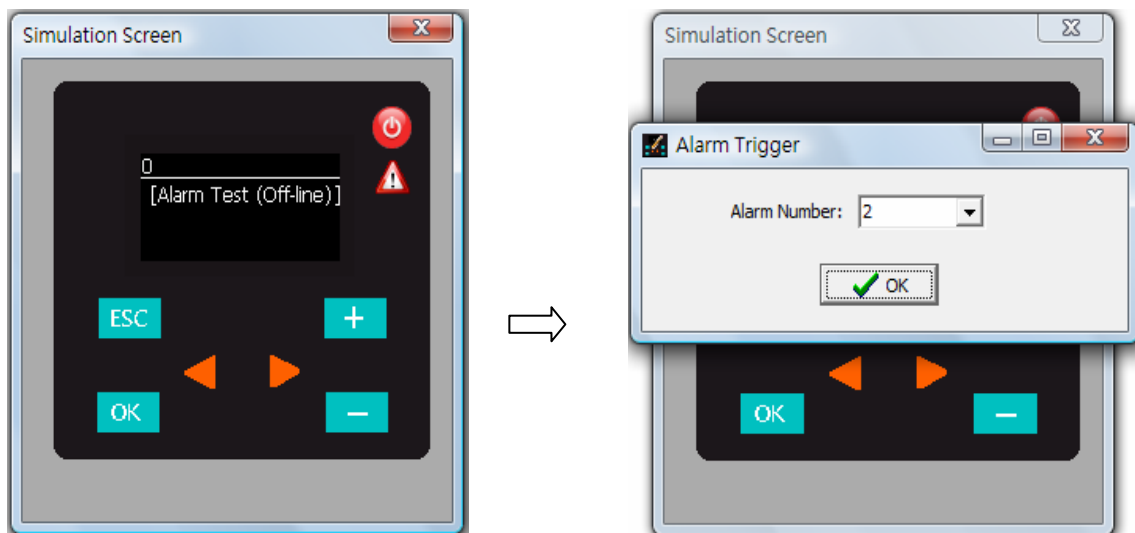 Simulation Screen
0
[Alarm Test (Off-line)]
ESC
+
OK
−
Simulation Screen
Alarm Trigger
Alarm Number: 2
OK
OK
−